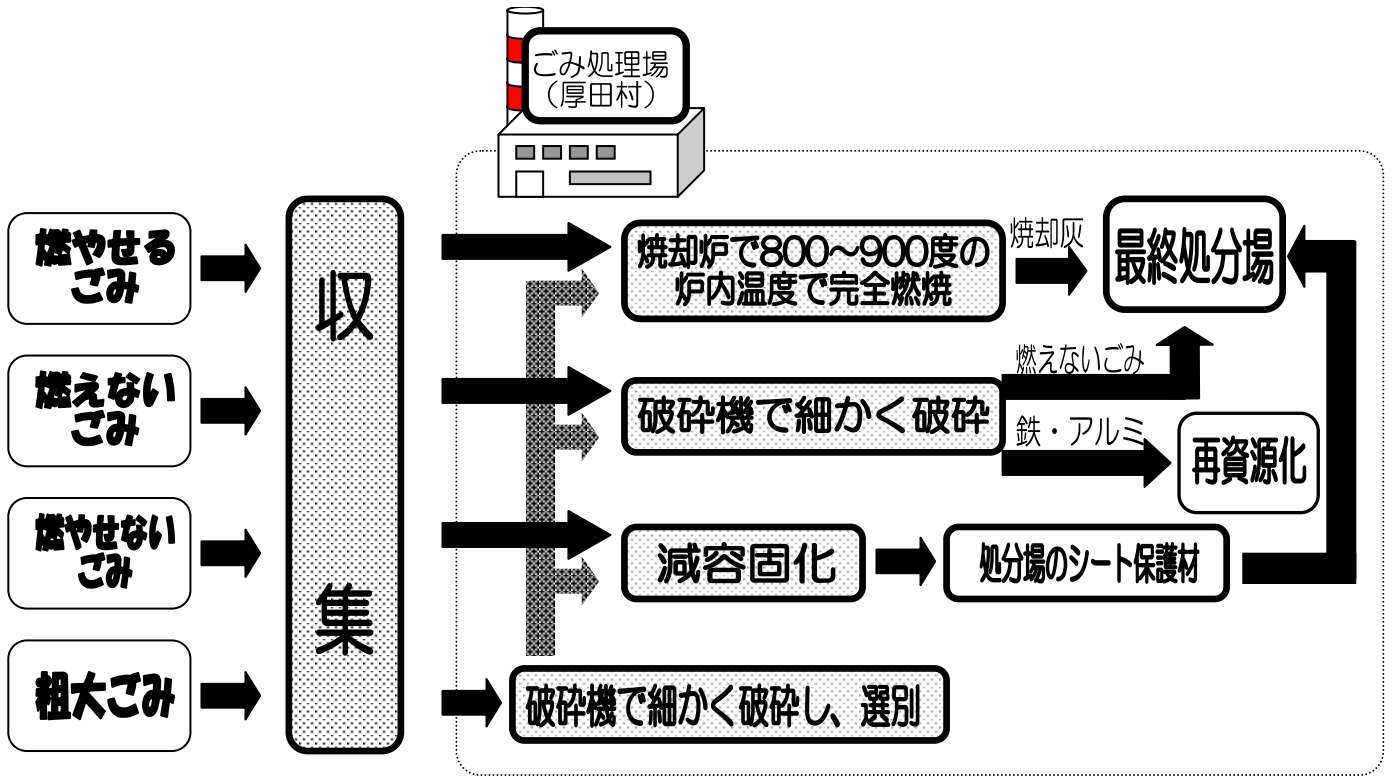 ごみ処理場
（厚田村）
燃やせる
ごみ
燃えない
ごみ
燃やせない
ごみ
粗大ごみ
収
集
焼却炉で800～900度の
炉内温度で完全燃焼
焼却灰
最終処分場
破砕機で細かく破砕
燃えないごみ
鉄・アルミ
再資源化
減容固化
処分場のシート保護材
破砕機で細かく破砕し、選別